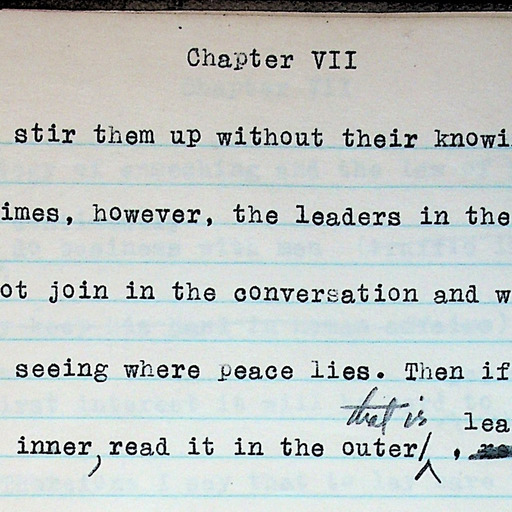 Chapter VII
stir them up without their knowi
imes, however, the leaders in the
ot join in the conversation and w
seeing where peace lies. Then if
that is lea
inner, read it in the outer/ ,